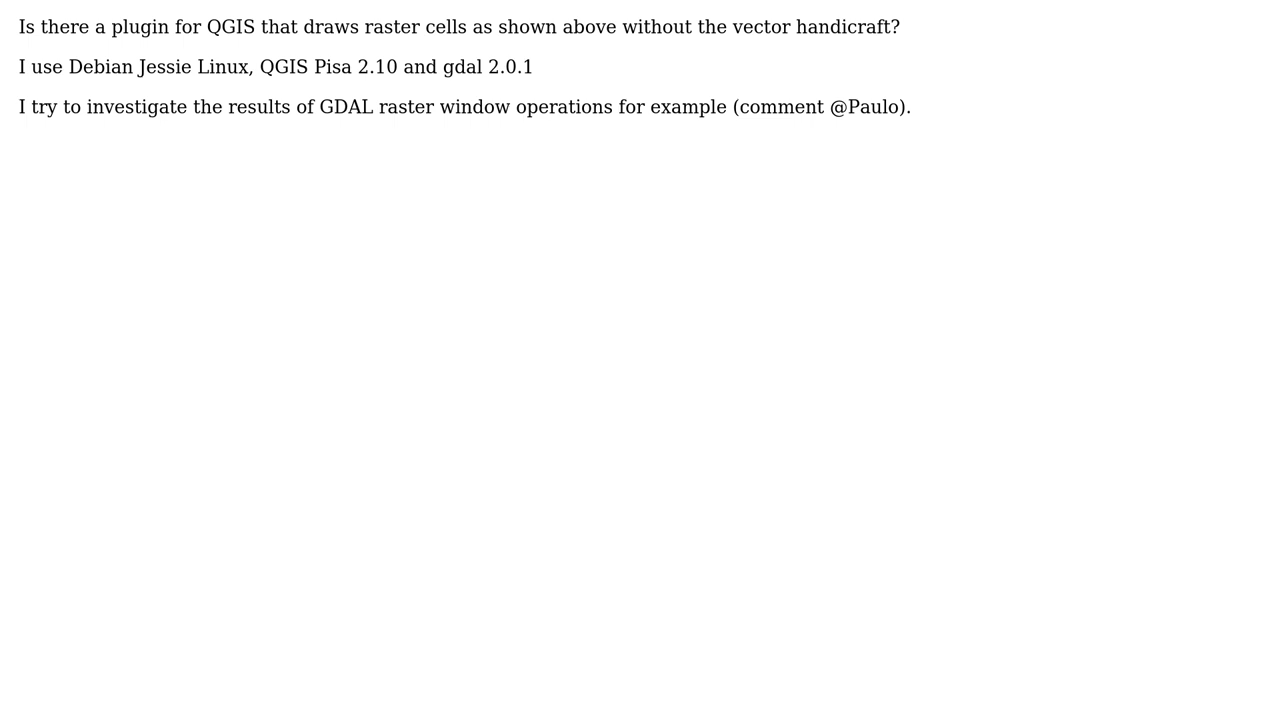 Is there a plugin for QGIS that draws raster cells as shown above without the vector handicraft?
I use Debian Jessie Linux, QGIS Pisa 2.10 and gdal 2.0.1
I try to investigate the results of GDAL raster window operations for example (comment @Paulo).